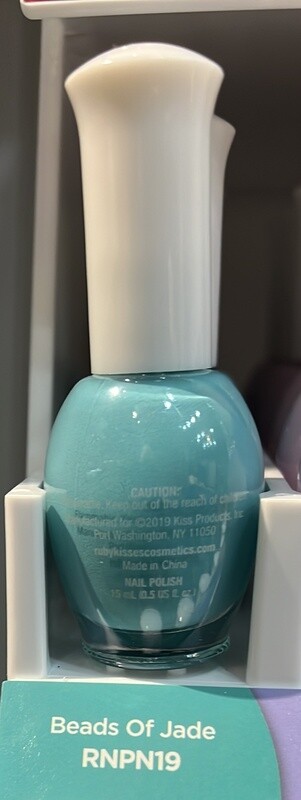 CAUTION:
Keep out of the reach of
©2019 Kiss Products, Inc
Port Washington, NY 11050
rubykissescosmetics.com
Made in China
NAIL POLISH
15 mL (0.5 US fl. oz.)
Beads Of Jade
RNPN19